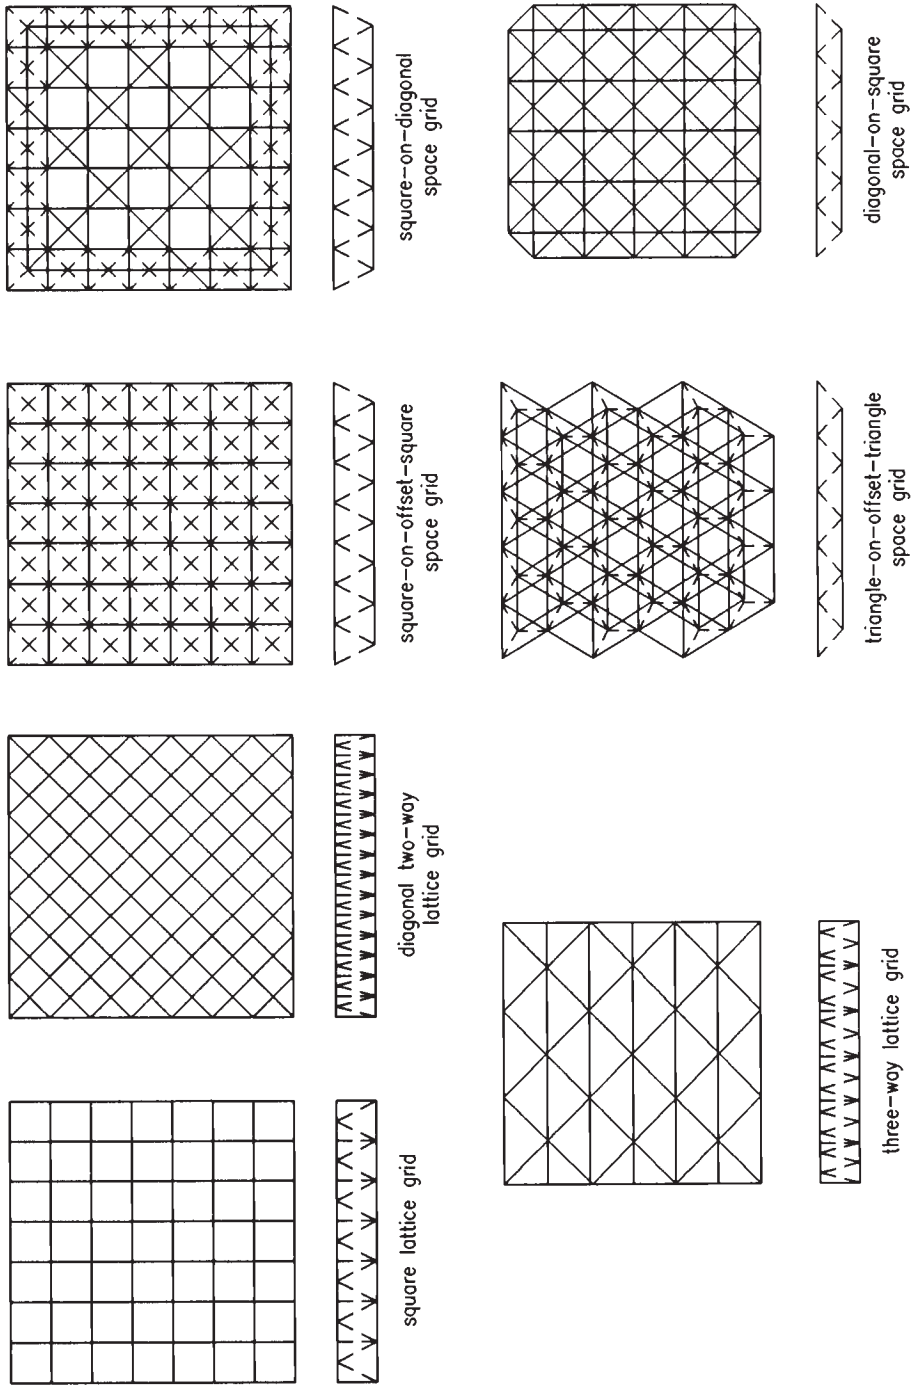 square lattice grid
diagonal two-way
lattice grid
square-on-offset-square
space grid
square-on-diagonal
space grid
three-way lattice grid
triangle-on-offset-triangle
space grid
diagonal-on-square
space grid